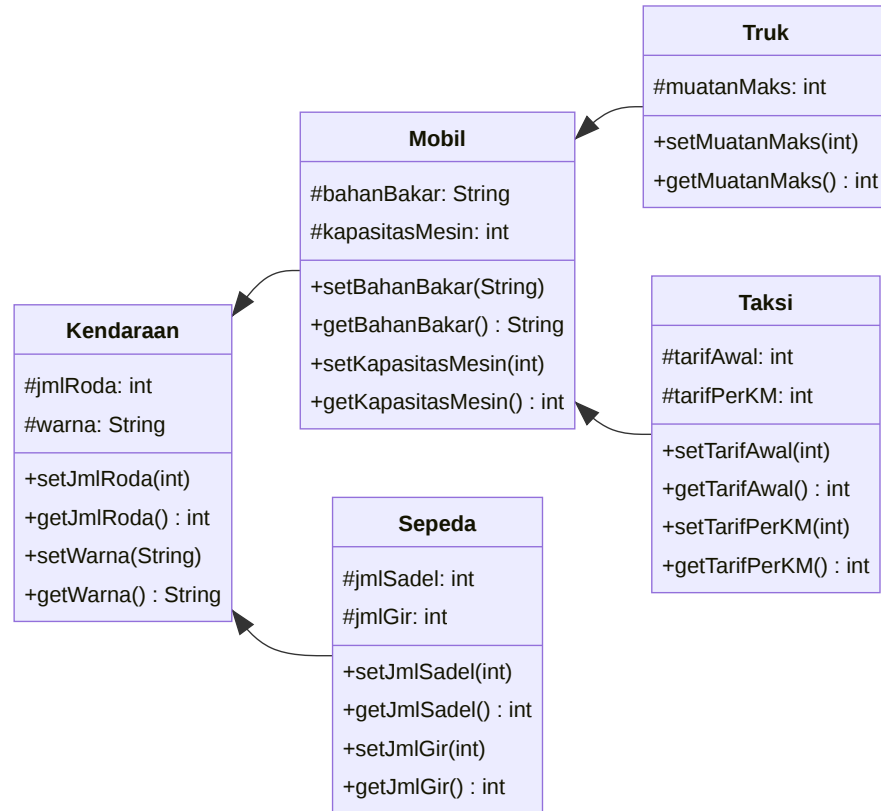 Kendaraan
#jmlRoda: int
#warna: String
+setJmlRoda(int)
+getJmlRoda() : int
+setWarna(String)
+getWarna() : String
Mobil
#bahanBakar: String
#kapasitasMesin: int
+setBahanBakar(String)
+getBahanBakar() : String
+setKapasitasMesin(int)
+getKapasitasMesin() : int
Sepeda
#jmlSadel: int
#jmlGir: int
+setJmlSadel(int)
+getJmlSadel() : int
+setJmlGir(int)
+getJmlGir() : int
Truk
#muatanMaks: int
+setMuatanMaks(int)
+getMuatanMaks() : int
Taksi
#tarifAwal: int
#tarifPerKM: int
+setTarifAwal(int)
+getTarifAwal() : int
+setTarifPerKM(int)
+getTarifPerKM() : int